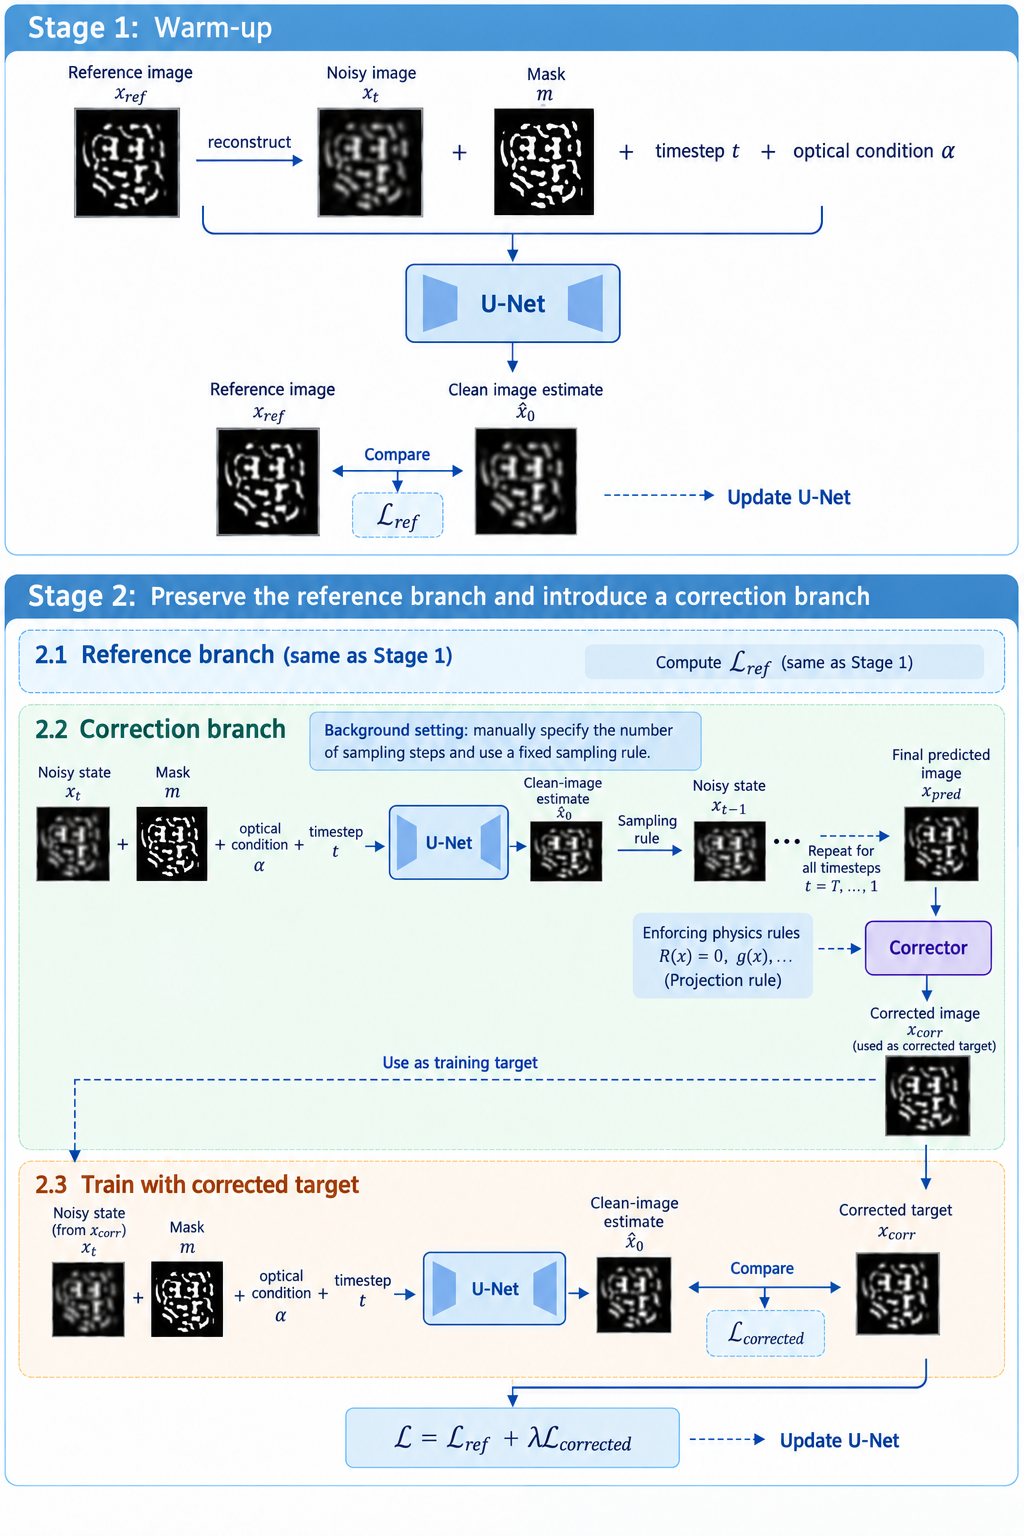 Stage 1: Warm-up
Reference image
x_ref
reconstruct
Noisy image
x_t
+
Mask
m
+ timestep t + optical condition α
U-Net
Reference image
x_ref
Compare
ℒ_ref
Clean image estimate
x̂_0
Update U-Net
Stage 2: Preserve the reference branch and introduce a correction branch
2.1 Reference branch (same as Stage 1)
Compute ℒ_ref (same as Stage 1)
2.2 Correction branch
Background setting: manually specify the number
of sampling steps and use a fixed sampling rule.
Noisy state
x_t
+
Mask
m
+
optical
condition
α
+
timestep
t
U-Net
Clean-image
estimate
x̂_0
Sampling
rule
Noisy state
x_{t−1}
...
Repeat for
all timesteps
t = T, ..., 1
Final predicted
image
x_pred
Enforcing physics rules
R(x) = 0, g(x), ...
(Projection rule)
Corrector
Corrected image
x_corr
(used as corrected target)
Use as training target
2.3 Train with corrected target
Noisy state
(from x_corr)
x_t
+
Mask
m
+
optical
condition
α
+
timestep
t
U-Net
Clean-image
estimate
x̂_0
Compare
ℒ_corrected
Corrected target
x_corr
ℒ = ℒ_ref + λℒ_corrected
Update U-Net